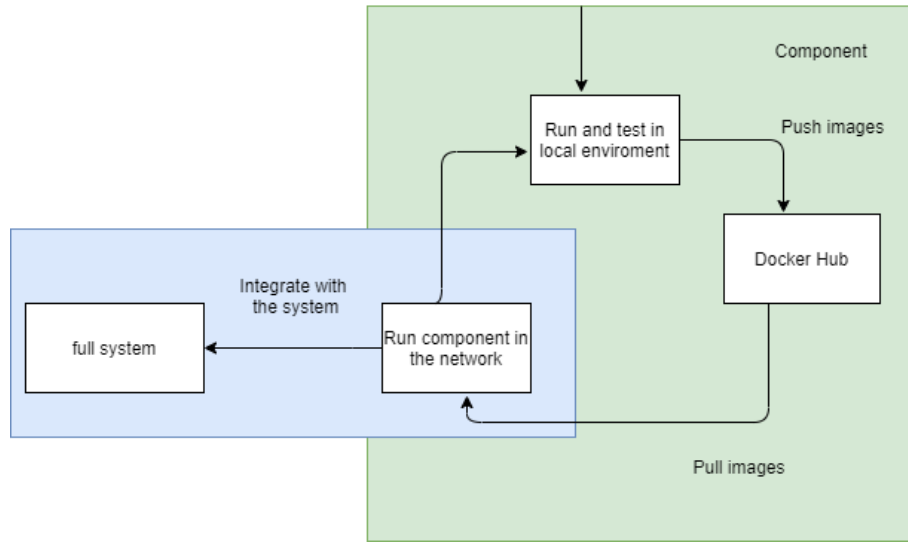 Component
Run and test in
local enviroment
Push images
Docker Hub
Integrate with
the system
full system
Run component in
the network
Pull images